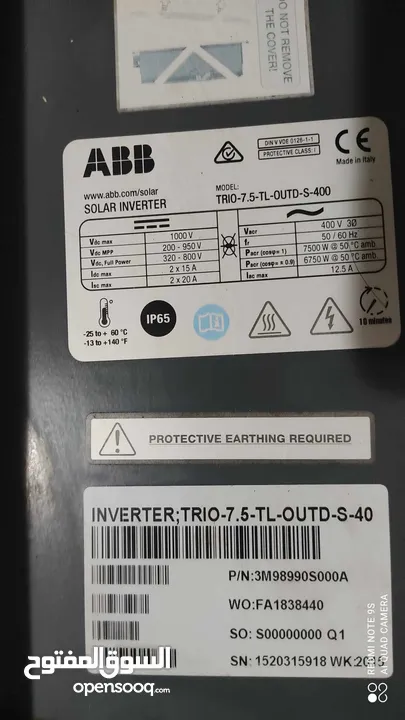 DO NOT REMOVE
THE COVER!
ABB
DIN V VDE 0126-1-1
PROTECTIVE CLASS: I
CE
Made in Italy
www.abb.com/solar
SOLAR INVERTER
MODEL:
TRIO-7.5-TL-OUTD-S-400
Vdc max 1000 V
Vdc MPP 200 - 950 V
Vdc, Full Power 320 - 800 V
Idc max 2 x 15 A
Isc max 2 x 20 A
Vacr 400 V 3Ø
fr 50 / 60 Hz
Pacr (cosφ= 1) 7500 W @ 50 °C amb.
Pacr (cosφ= ± 0.9) 6750 W @ 50 °C amb.
Iac max 12.5 A
-25 to + 60 °C
-13 to +140 °F
IP65
10 minutes
PROTECTIVE EARTHING REQUIRED
INVERTER;TRIO-7.5-TL-OUTD-S-40
P/N:3M98990S000A
WO:FA1838440
SO: S00000000 Q1
SN: 1520315918 WK:
REDMI NOTE 9S
AI QUAD CAMERA
السوق المفتوح
opensooq.com